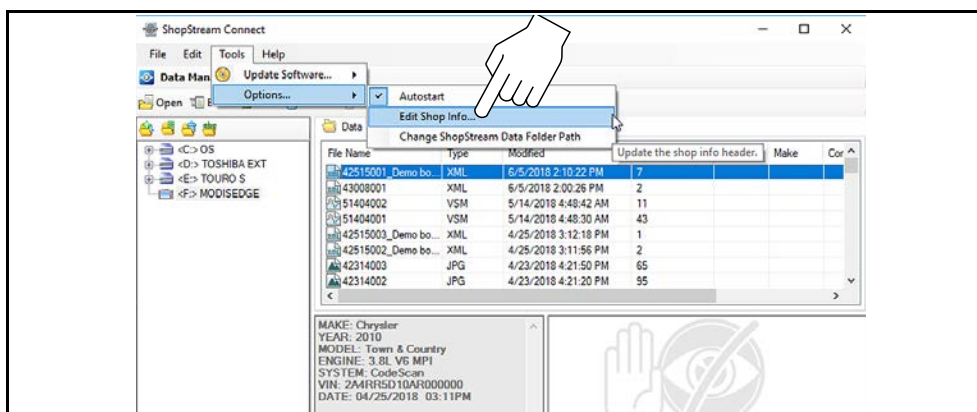 ShopStream Connect
File Edit Tools Help
Data Man Update Software...
Open Options... Autostart
Edit Shop Info...
Data Change ShopStream Data Folder Path
<C:> OS
<D:> TOSHIBA EXT
<E:> TOURO S
<F:> MODISEDGE
Update the shop info header.
File Name Type Modified Make
42515001_Demo bo... XML 6/5/2018 2:10:22 PM 7
43008001 XML 6/5/2018 2:00:26 PM 2
51404002 VSM 5/14/2018 4:48:42 AM 11
51404001 VSM 5/14/2018 4:48:30 AM 43
42515003_Demo bo... XML 4/25/2018 3:12:18 PM 1
42515002_Demo bo... XML 4/25/2018 3:11:56 PM 2
42314003 JPG 4/23/2018 4:21:50 PM 65
42314002 JPG 4/23/2018 4:21:20 PM 95
MAKE: Chrysler
YEAR: 2010
MODEL: Town & Country
ENGINE: 3.8L V6 MPI
SYSTEM: CodeScan
VIN: 2A4RR5D10AR000000
DATE: 04/25/2018 03:11PM